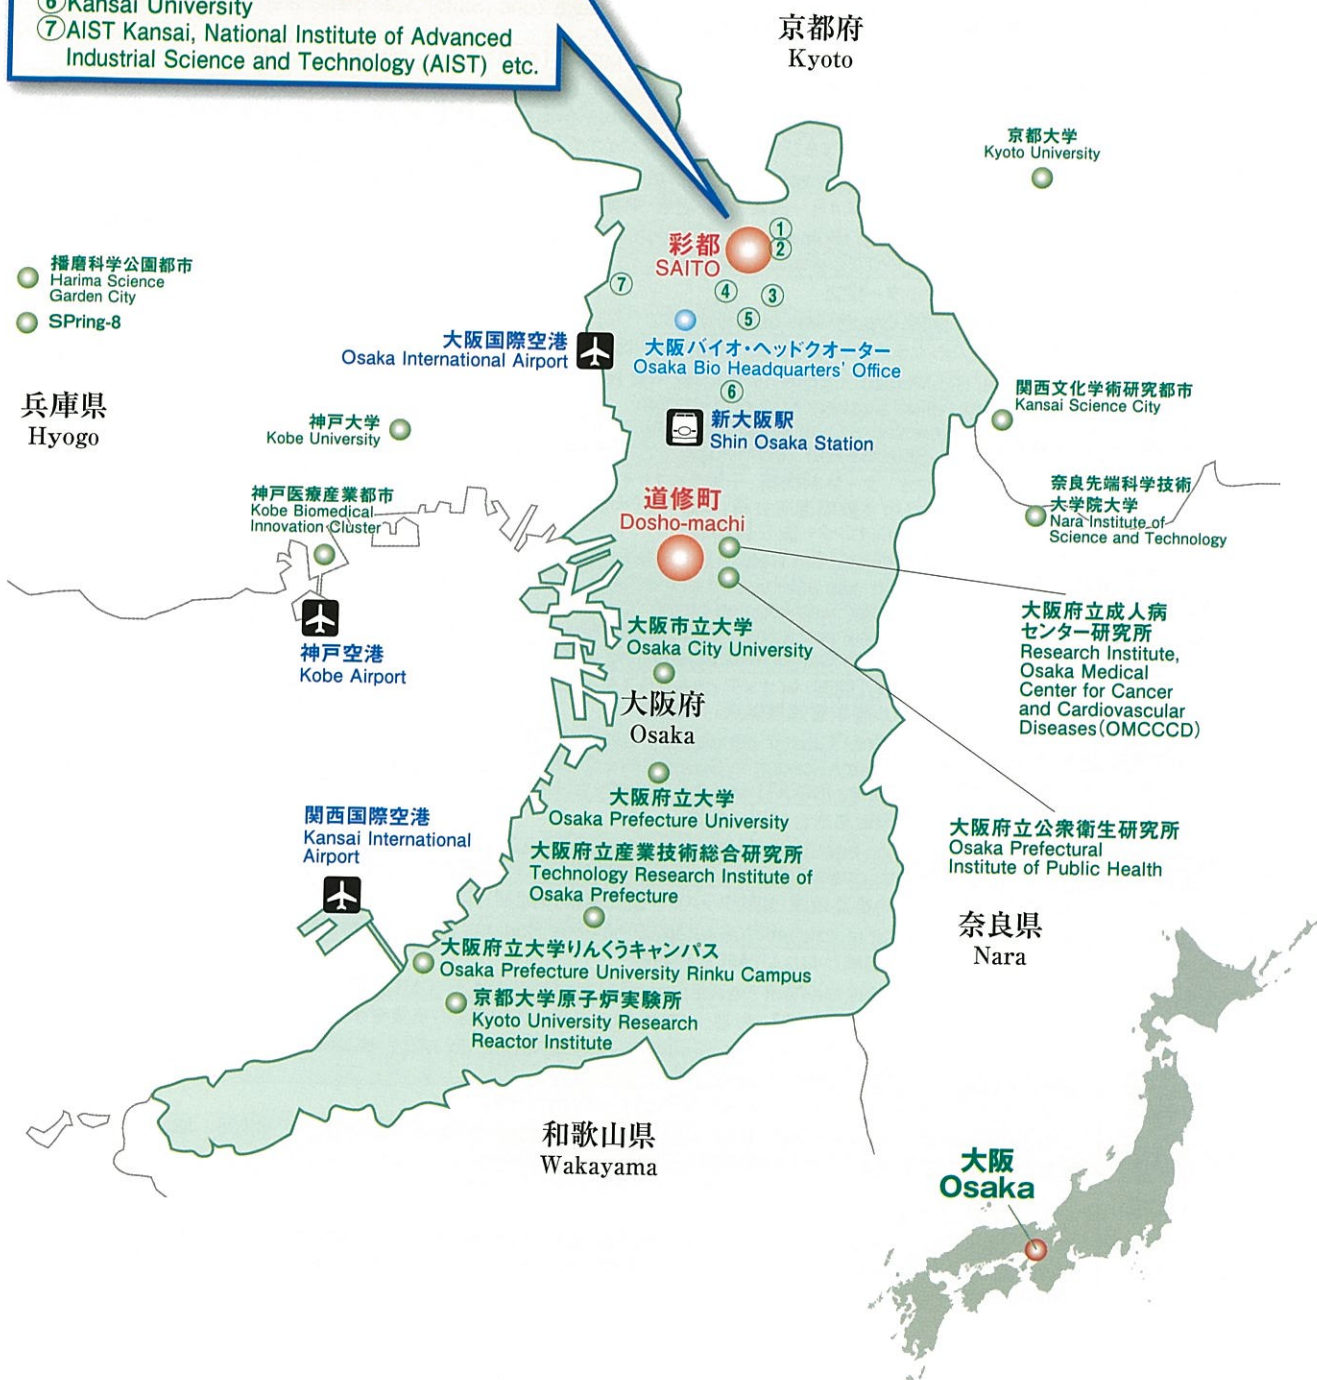 ⑥Kansai University
⑦AIST Kansai, National Institute of Advanced
Industrial Science and Technology (AIST) etc.
京都府
Kyoto
京都大学
Kyoto University
①
②
彩都
SAITO
⑦
④
③
⑤
播磨科学公園都市
Harima Science
Garden City
SPring-8
大阪国際空港
Osaka International Airport
大阪バイオ・ヘッドクオーター
Osaka Bio Headquarters' Office
⑥
兵庫県
Hyogo
神戸大学
Kobe University
新大阪駅
Shin Osaka Station
関西文化学術研究都市
Kansai Science City
神戸医療産業都市
Kobe Biomedical
Innovation Cluster
道修町
Dosho-machi
奈良先端科学技術
大学院大学
Nara Institute of
Science and Technology
神戸空港
Kobe Airport
大阪市立大学
Osaka City University
大阪府立成人病
センター研究所
Research Institute,
Osaka Medical
Center for Cancer
and Cardiovascular
Diseases(OMCCCD)
大阪府
Osaka
大阪府立大学
Osaka Prefecture University
関西国際空港
Kansai International
Airport
大阪府立産業技術総合研究所
Technology Research Institute of
Osaka Prefecture
大阪府立公衆衛生研究所
Osaka Prefectural
Institute of Public Health
奈良県
Nara
大阪府立大学りんくうキャンパス
Osaka Prefecture University Rinku Campus
京都大学原子炉実験所
Kyoto University Research
Reactor Institute
和歌山県
Wakayama
大阪
Osaka